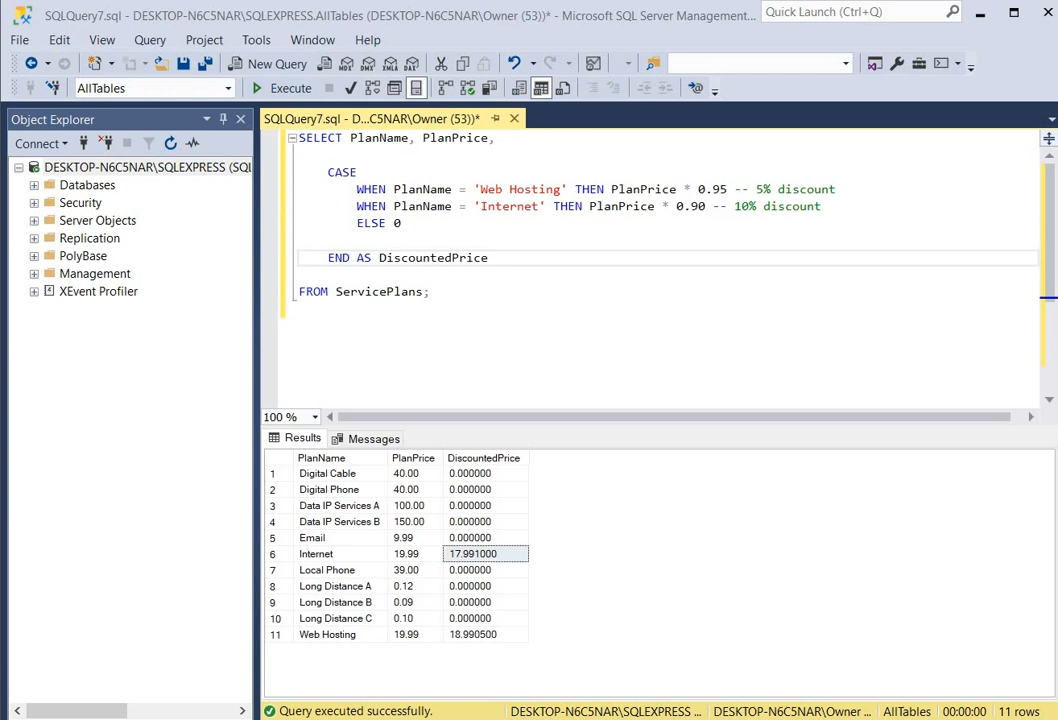 SQLQuery7.sql - DESKTOP-N6C5NAR\SQLEXPRESS.AllTables (DESKTOP-N6C5NAR\Owner (53))* - Microsoft SQL Server Management...
Quick Launch (Ctrl+Q)
File Edit View Query Project Tools Window Help
New Query MDX DMX XMLA DAX
AllTables Execute
Object Explorer
SQLQuery7.sql - D...C5NAR\Owner (53))*
Connect
DESKTOP-N6C5NAR\SQLEXPRESS (SQL
Databases
Security
Server Objects
Replication
PolyBase
Management
XEvent Profiler
SELECT PlanName, PlanPrice,
CASE
WHEN PlanName = 'Web Hosting' THEN PlanPrice * 0.95 -- 5% discount
WHEN PlanName = 'Internet' THEN PlanPrice * 0.90 -- 10% discount
ELSE 0
END AS DiscountedPrice
FROM ServicePlans;
100 %
Results Messages
PlanName PlanPrice DiscountedPrice
1 Digital Cable 40.00 0.000000
2 Digital Phone 40.00 0.000000
3 Data IP Services A 100.00 0.000000
4 Data IP Services B 150.00 0.000000
5 Email 9.99 0.000000
6 Internet 19.99 17.991000
7 Local Phone 39.00 0.000000
8 Long Distance A 0.12 0.000000
9 Long Distance B 0.09 0.000000
10 Long Distance C 0.10 0.000000
11 Web Hosting 19.99 18.990500
Query executed successfully. DESKTOP-N6C5NAR\SQLEXPRESS ... DESKTOP-N6C5NAR\Owner ... AllTables 00:00:00 11 rows